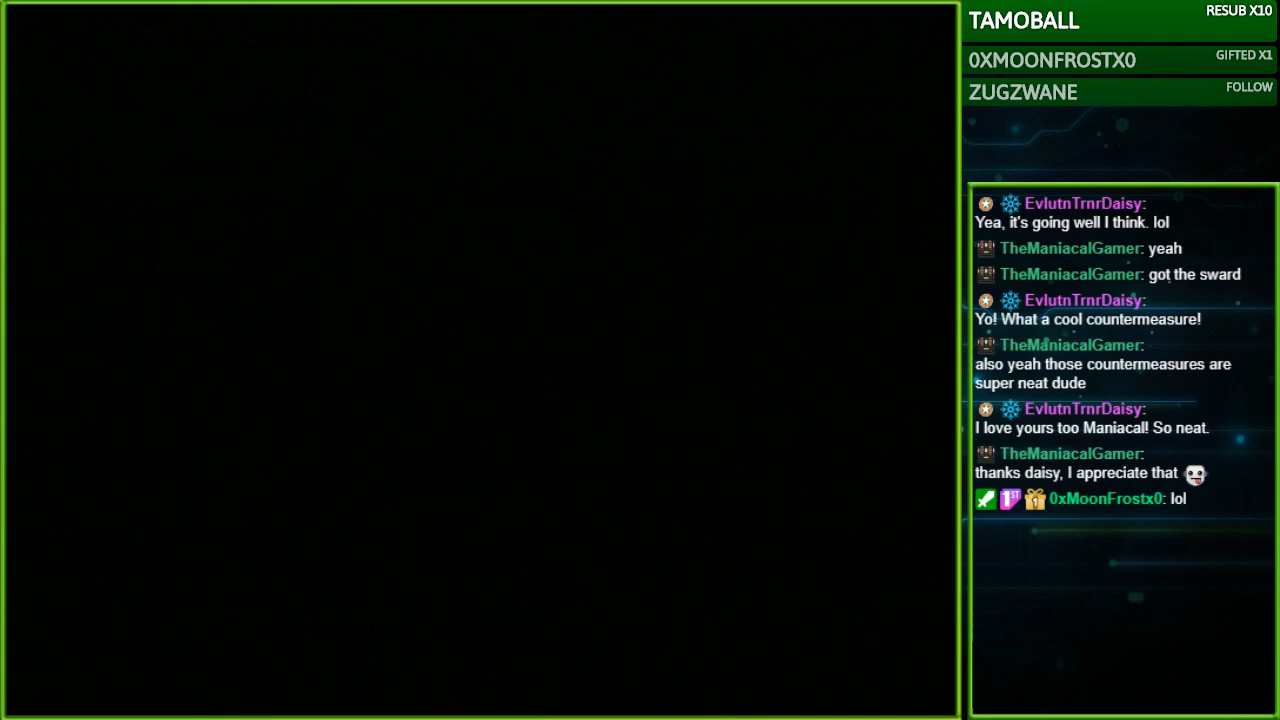 TAMOBALL RESUB X10
0XMOONFROSTX0 GIFTED X1
ZUGZWANE FOLLOW
EvlutnTrnrDaisy:
Yea, it's going well I think. lol
TheManiacalGamer: yeah
TheManiacalGamer: got the sward
EvlutnTrnrDaisy:
Yo! What a cool countermeasure!
TheManiacalGamer:
also yeah those countermeasures are
super neat dude
EvlutnTrnrDaisy:
I love yours too Maniacal! So neat.
TheManiacalGamer:
thanks daisy, I appreciate that
1ST 1 0xMoonFrostx0: lol